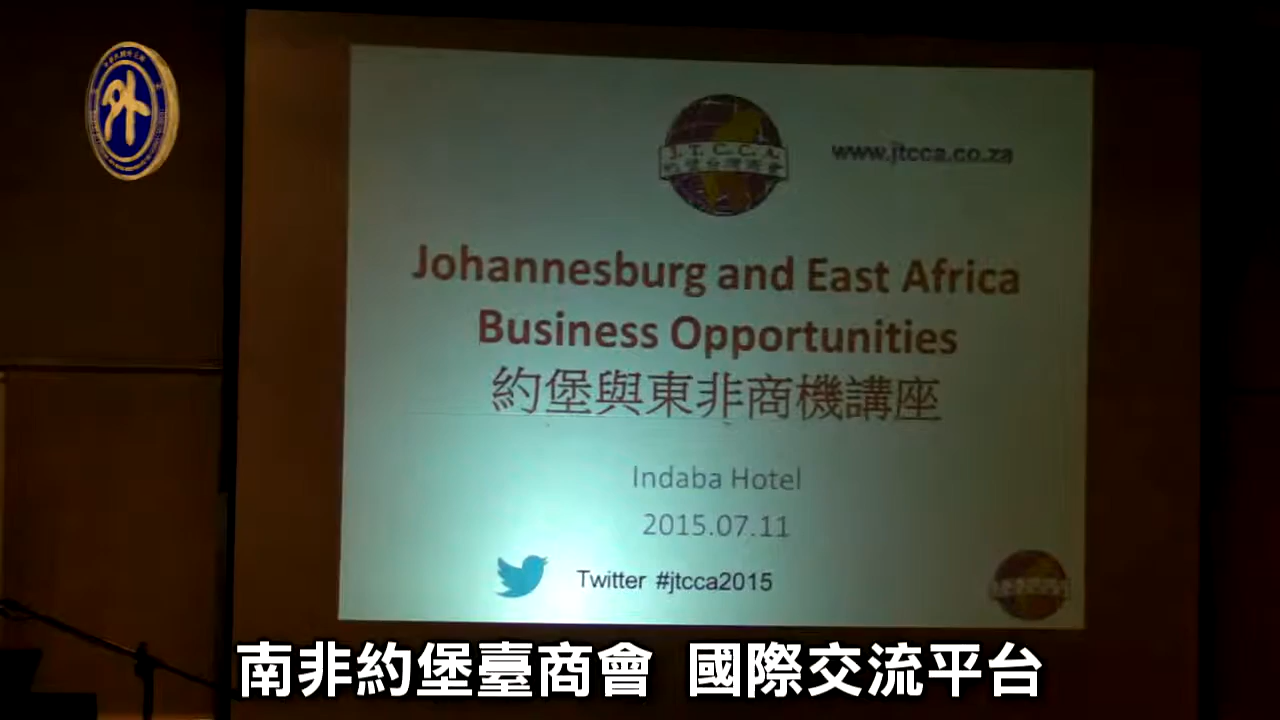 外
J. T. C. C. A.
www.jtcca.co.za
Johannesburg and East Africa
Business Opportunities
約堡與東非商機講座
Indaba Hotel
2015.07.11
Twitter #jtcca2015
南非約堡臺商會 國際交流平台